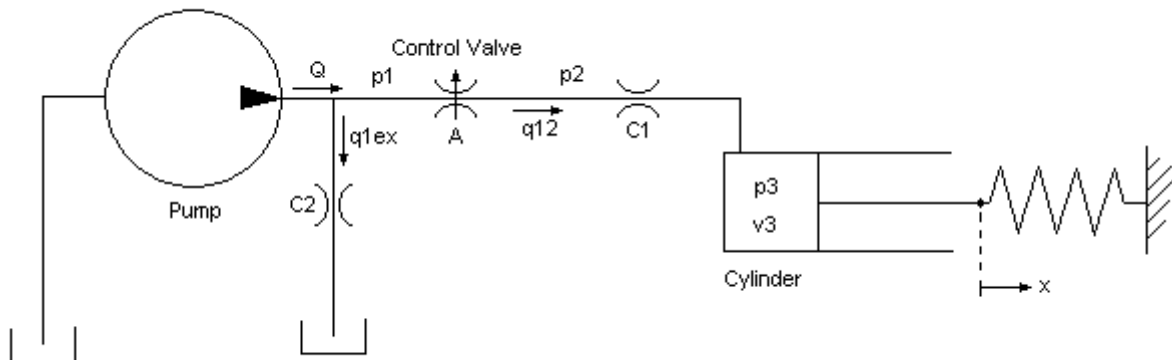 Control Valve
Q
p1
p2
q12
C1
A
q1ex
C2
Pump
p3
v3
Cylinder
x